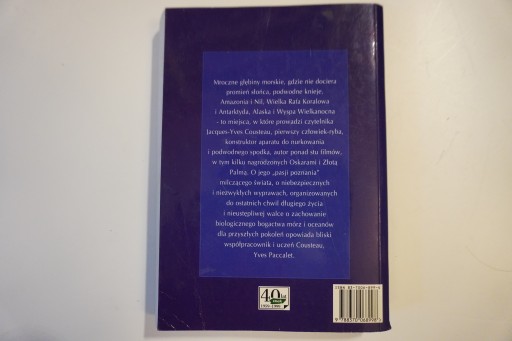 Mroczne głębiny morskie, gdzie nie dociera
promień słońca, podwodne knieje,
Amazonia i Nil, Wielka Rafa Koralowa
i Antarktyda, Alaska i Wyspa Wielkanocna
- to miejsca, w które prowadzi czytelnika
Jacques-Yves Cousteau, pierwszy człowiek-ryba,
konstruktor aparatu do nurkowania
i podwodnego spodka, autor ponad stu filmów,
w tym kilku nagrodzonych Oskarami i Złotą
Palmą. O jego „pasji poznania"
milczącego świata, o niebezpiecznych
i niezwykłych wyprawach, organizowanych
do ostatnich chwil długiego życia
i nieustępliwej walce o zachowanie
biologicznego bogactwa mórz i oceanów
dla przyszłych pokoleń opowiada bliski
współpracownik i uczeń Cousteau,
Yves Paccalet.
40 lat